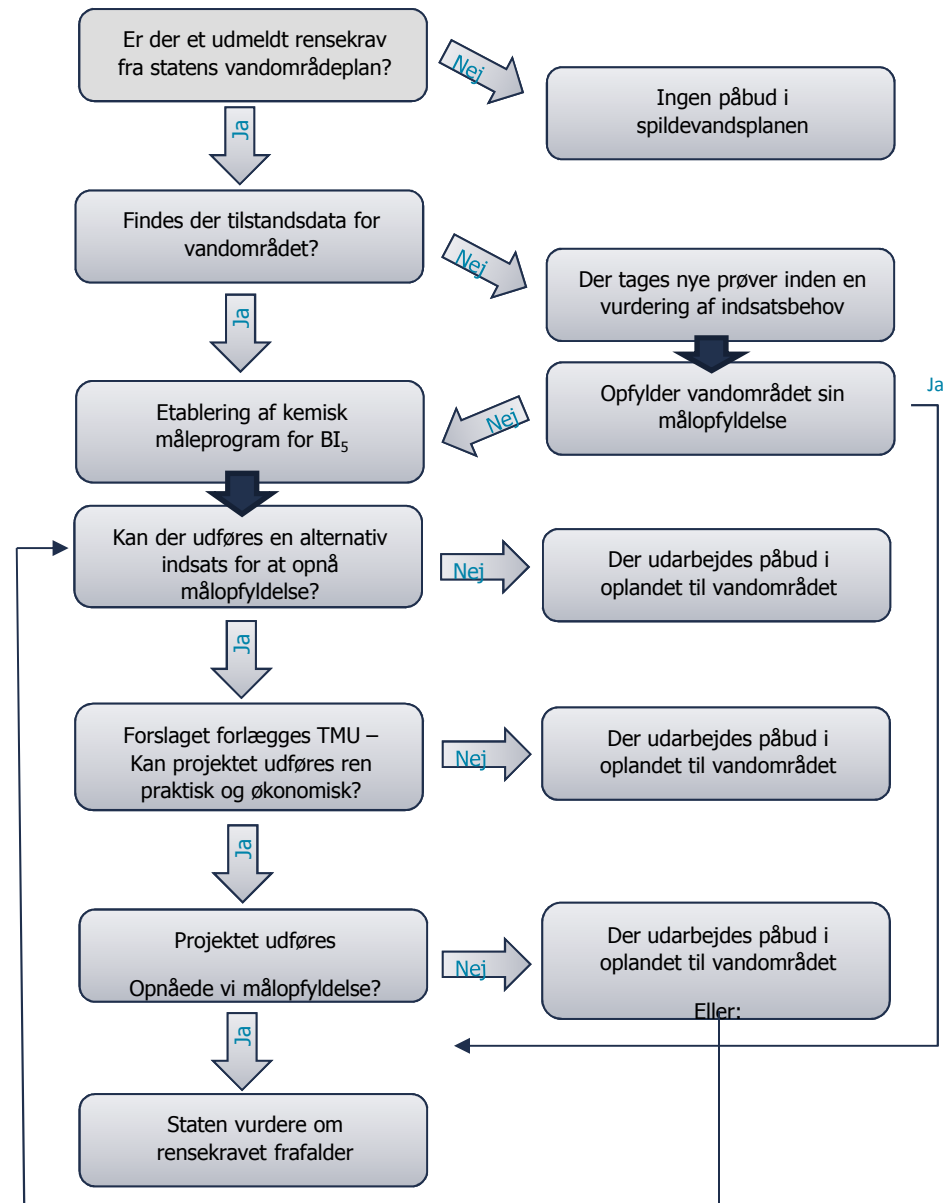 Er der et udmeldt rensekrav
fra statens vandområdeplan?
Nej
Ingen påbud i
spildevandsplanen
Ja
Findes der tilstandsdata for
vandområdet?
Nej
Der tages nye prøver inden en
vurdering af indsatsbehov
Ja
Opfylder vandområdet sin
målopfyldelse
Ja
Nej
Etablering af kemisk
måleprogram for BI₅
Kan der udføres en alternativ
indsats for at opnå
målopfyldelse?
Nej
Der udarbejdes påbud i
oplandet til vandområdet
Ja
Forslaget forlægges TMU –
Kan projektet udføres ren
praktisk og økonomisk?
Nej
Der udarbejdes påbud i
oplandet til vandområdet
Ja
Projektet udføres
Opnåede vi målopfyldelse?
Nej
Der udarbejdes påbud i
oplandet til vandområdet
Eller:
Ja
Staten vurdere om
rensekravet frafalder